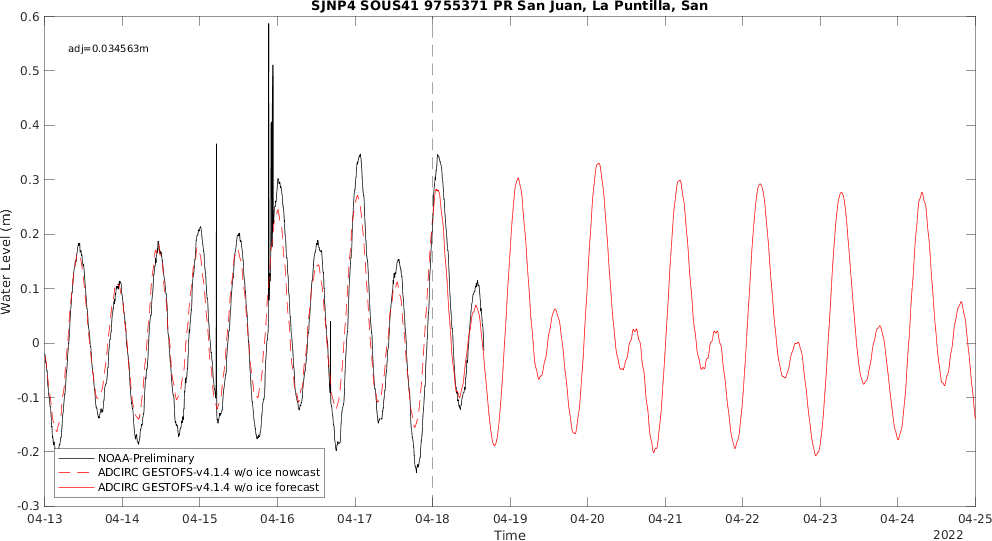 SJNP4 SOUS41 9755371 PR San Juan, La Puntilla, San
adj=0.034563m
Water Level (m)
0.6
0.5
0.4
0.3
0.2
0.1
0
-0.1
-0.2
-0.3
NOAA-Preliminary
ADCIRC GESTOFS-v4.1.4 w/o ice nowcast
ADCIRC GESTOFS-v4.1.4 w/o ice forecast
04-13 04-14 04-15 04-16 04-17 04-18 04-19 04-20 04-21 04-22 04-23 04-24 04-25
Time
2022